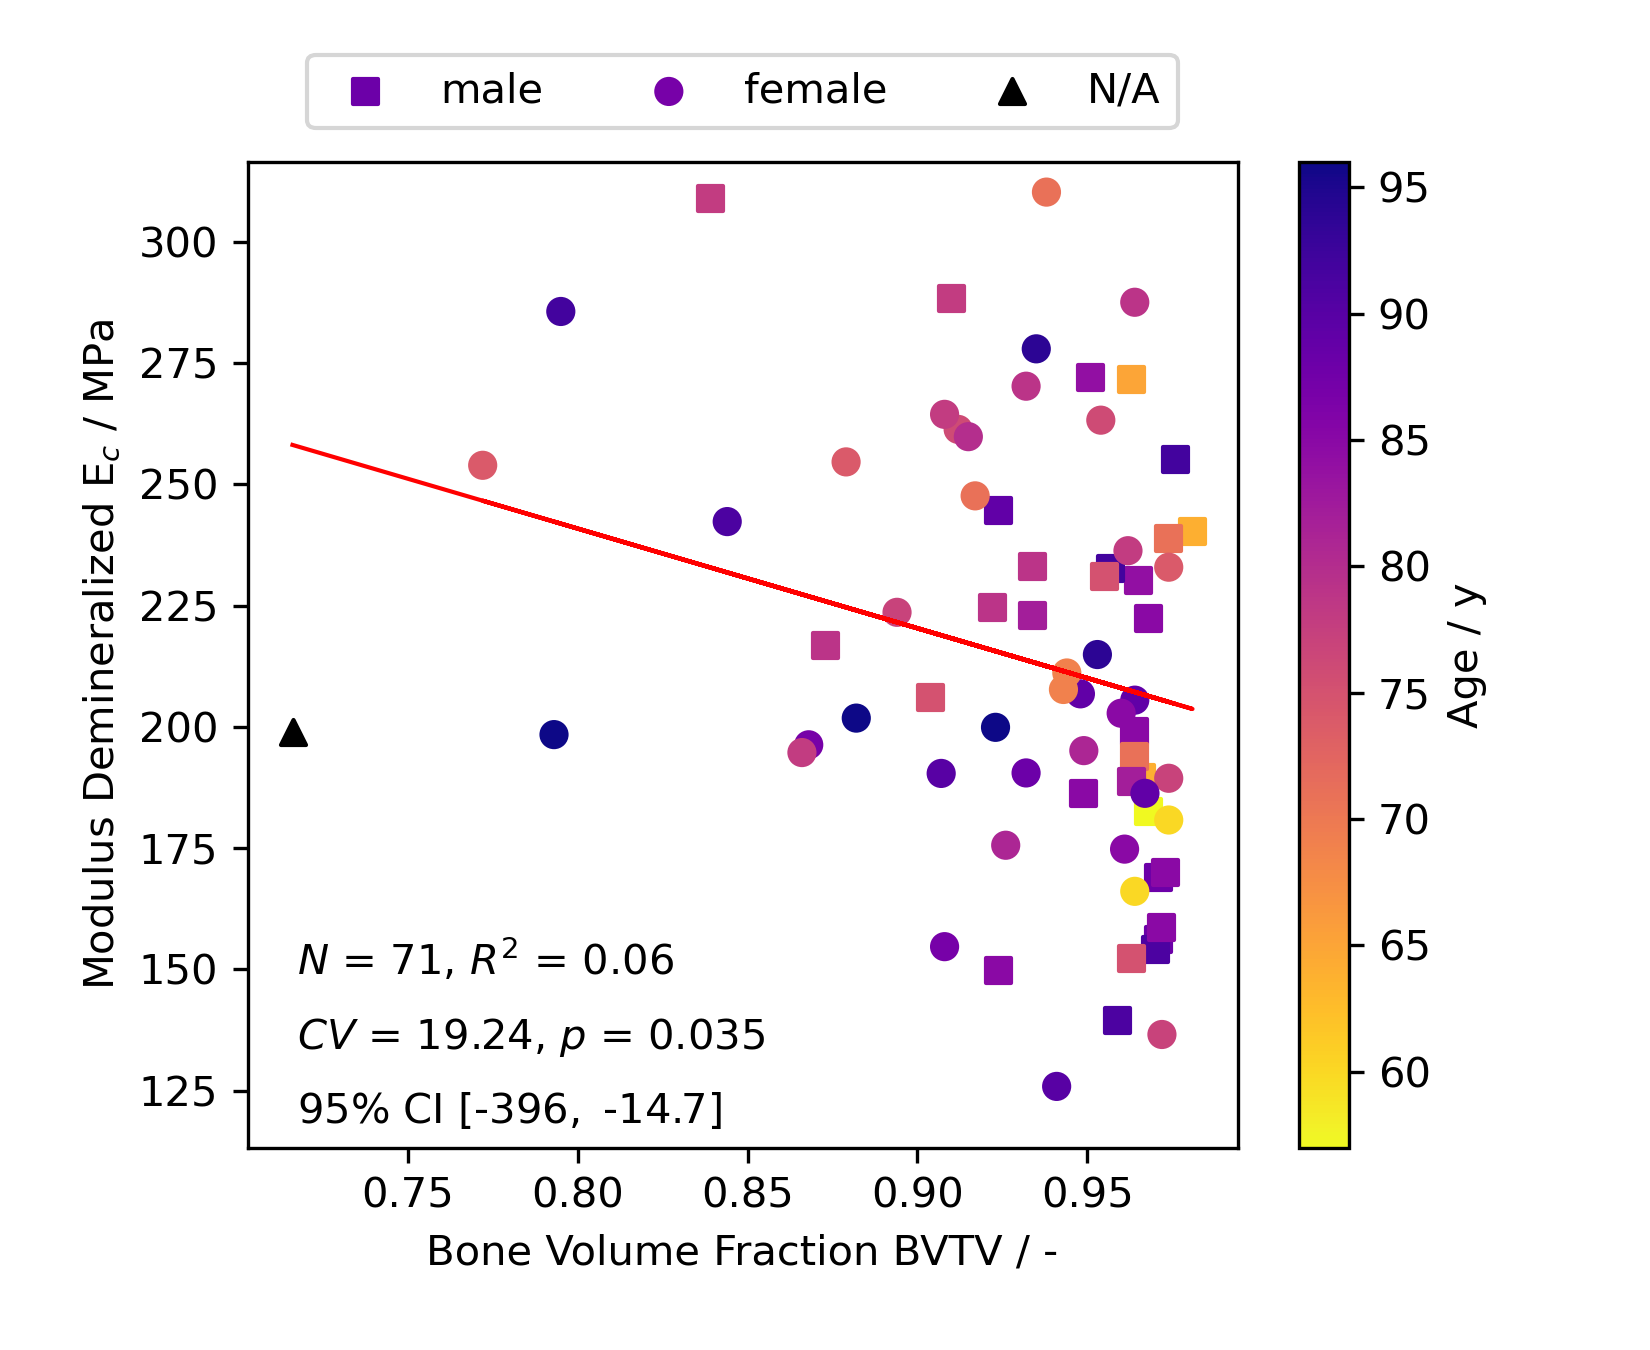 male female N/A
300
275
250
225
200
175
150
125
Modulus Demineralized E_c / MPa
N = 71, R² = 0.06
CV = 19.24, p = 0.035
95% CI [-396, -14.7]
0.75 0.80 0.85 0.90 0.95
Bone Volume Fraction BVTV / -
95
90
85
80
75
70
65
60
Age / y